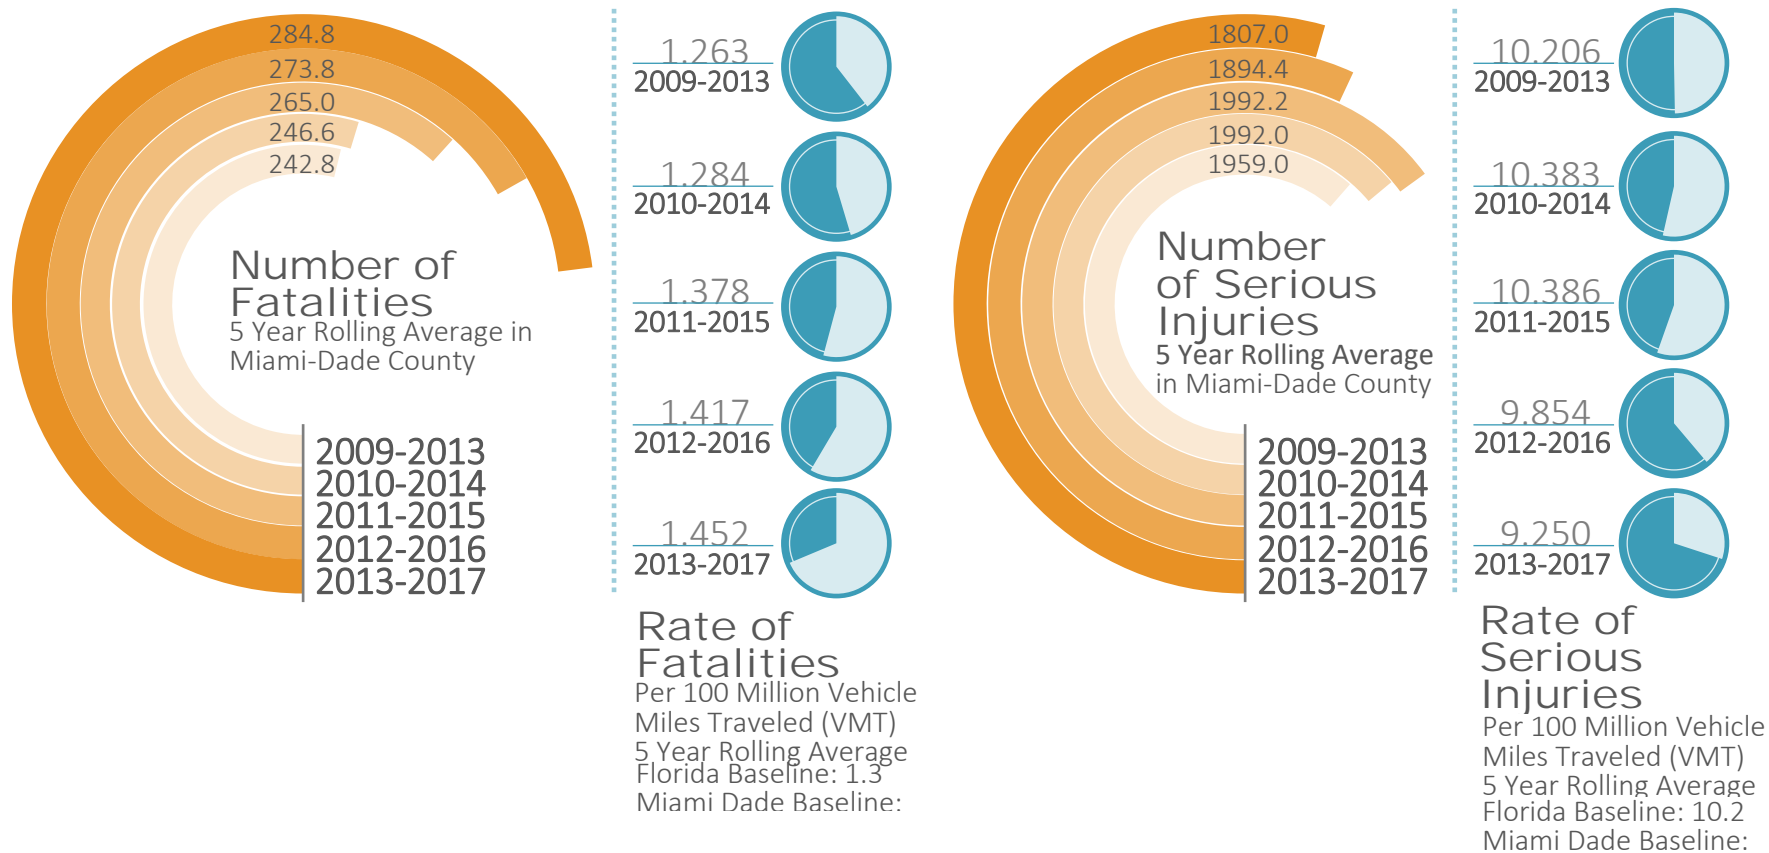 284.8
273.8
265.0
246.6
242.8
Number of
Fatalities
5 Year Rolling Average in
Miami-Dade County
2009-2013
2010-2014
2011-2015
2012-2016
2013-2017
1.263
2009-2013
1.284
2010-2014
1.378
2011-2015
1.417
2012-2016
1.452
2013-2017
Rate of
Fatalities
Per 100 Million Vehicle
Miles Traveled (VMT)
5 Year Rolling Average
Florida Baseline: 1.3
Miami Dade Baseline:
1807.0
1894.4
1992.2
1992.0
1959.0
Number
of Serious
Injuries
5 Year Rolling Average
in Miami-Dade County
2009-2013
2010-2014
2011-2015
2012-2016
2013-2017
10.206
2009-2013
10.383
2010-2014
10.386
2011-2015
9.854
2012-2016
9.250
2013-2017
Rate of
Serious
Injuries
Per 100 Million Vehicle
Miles Traveled (VMT)
5 Year Rolling Average
Florida Baseline: 10.2
Miami Dade Baseline: